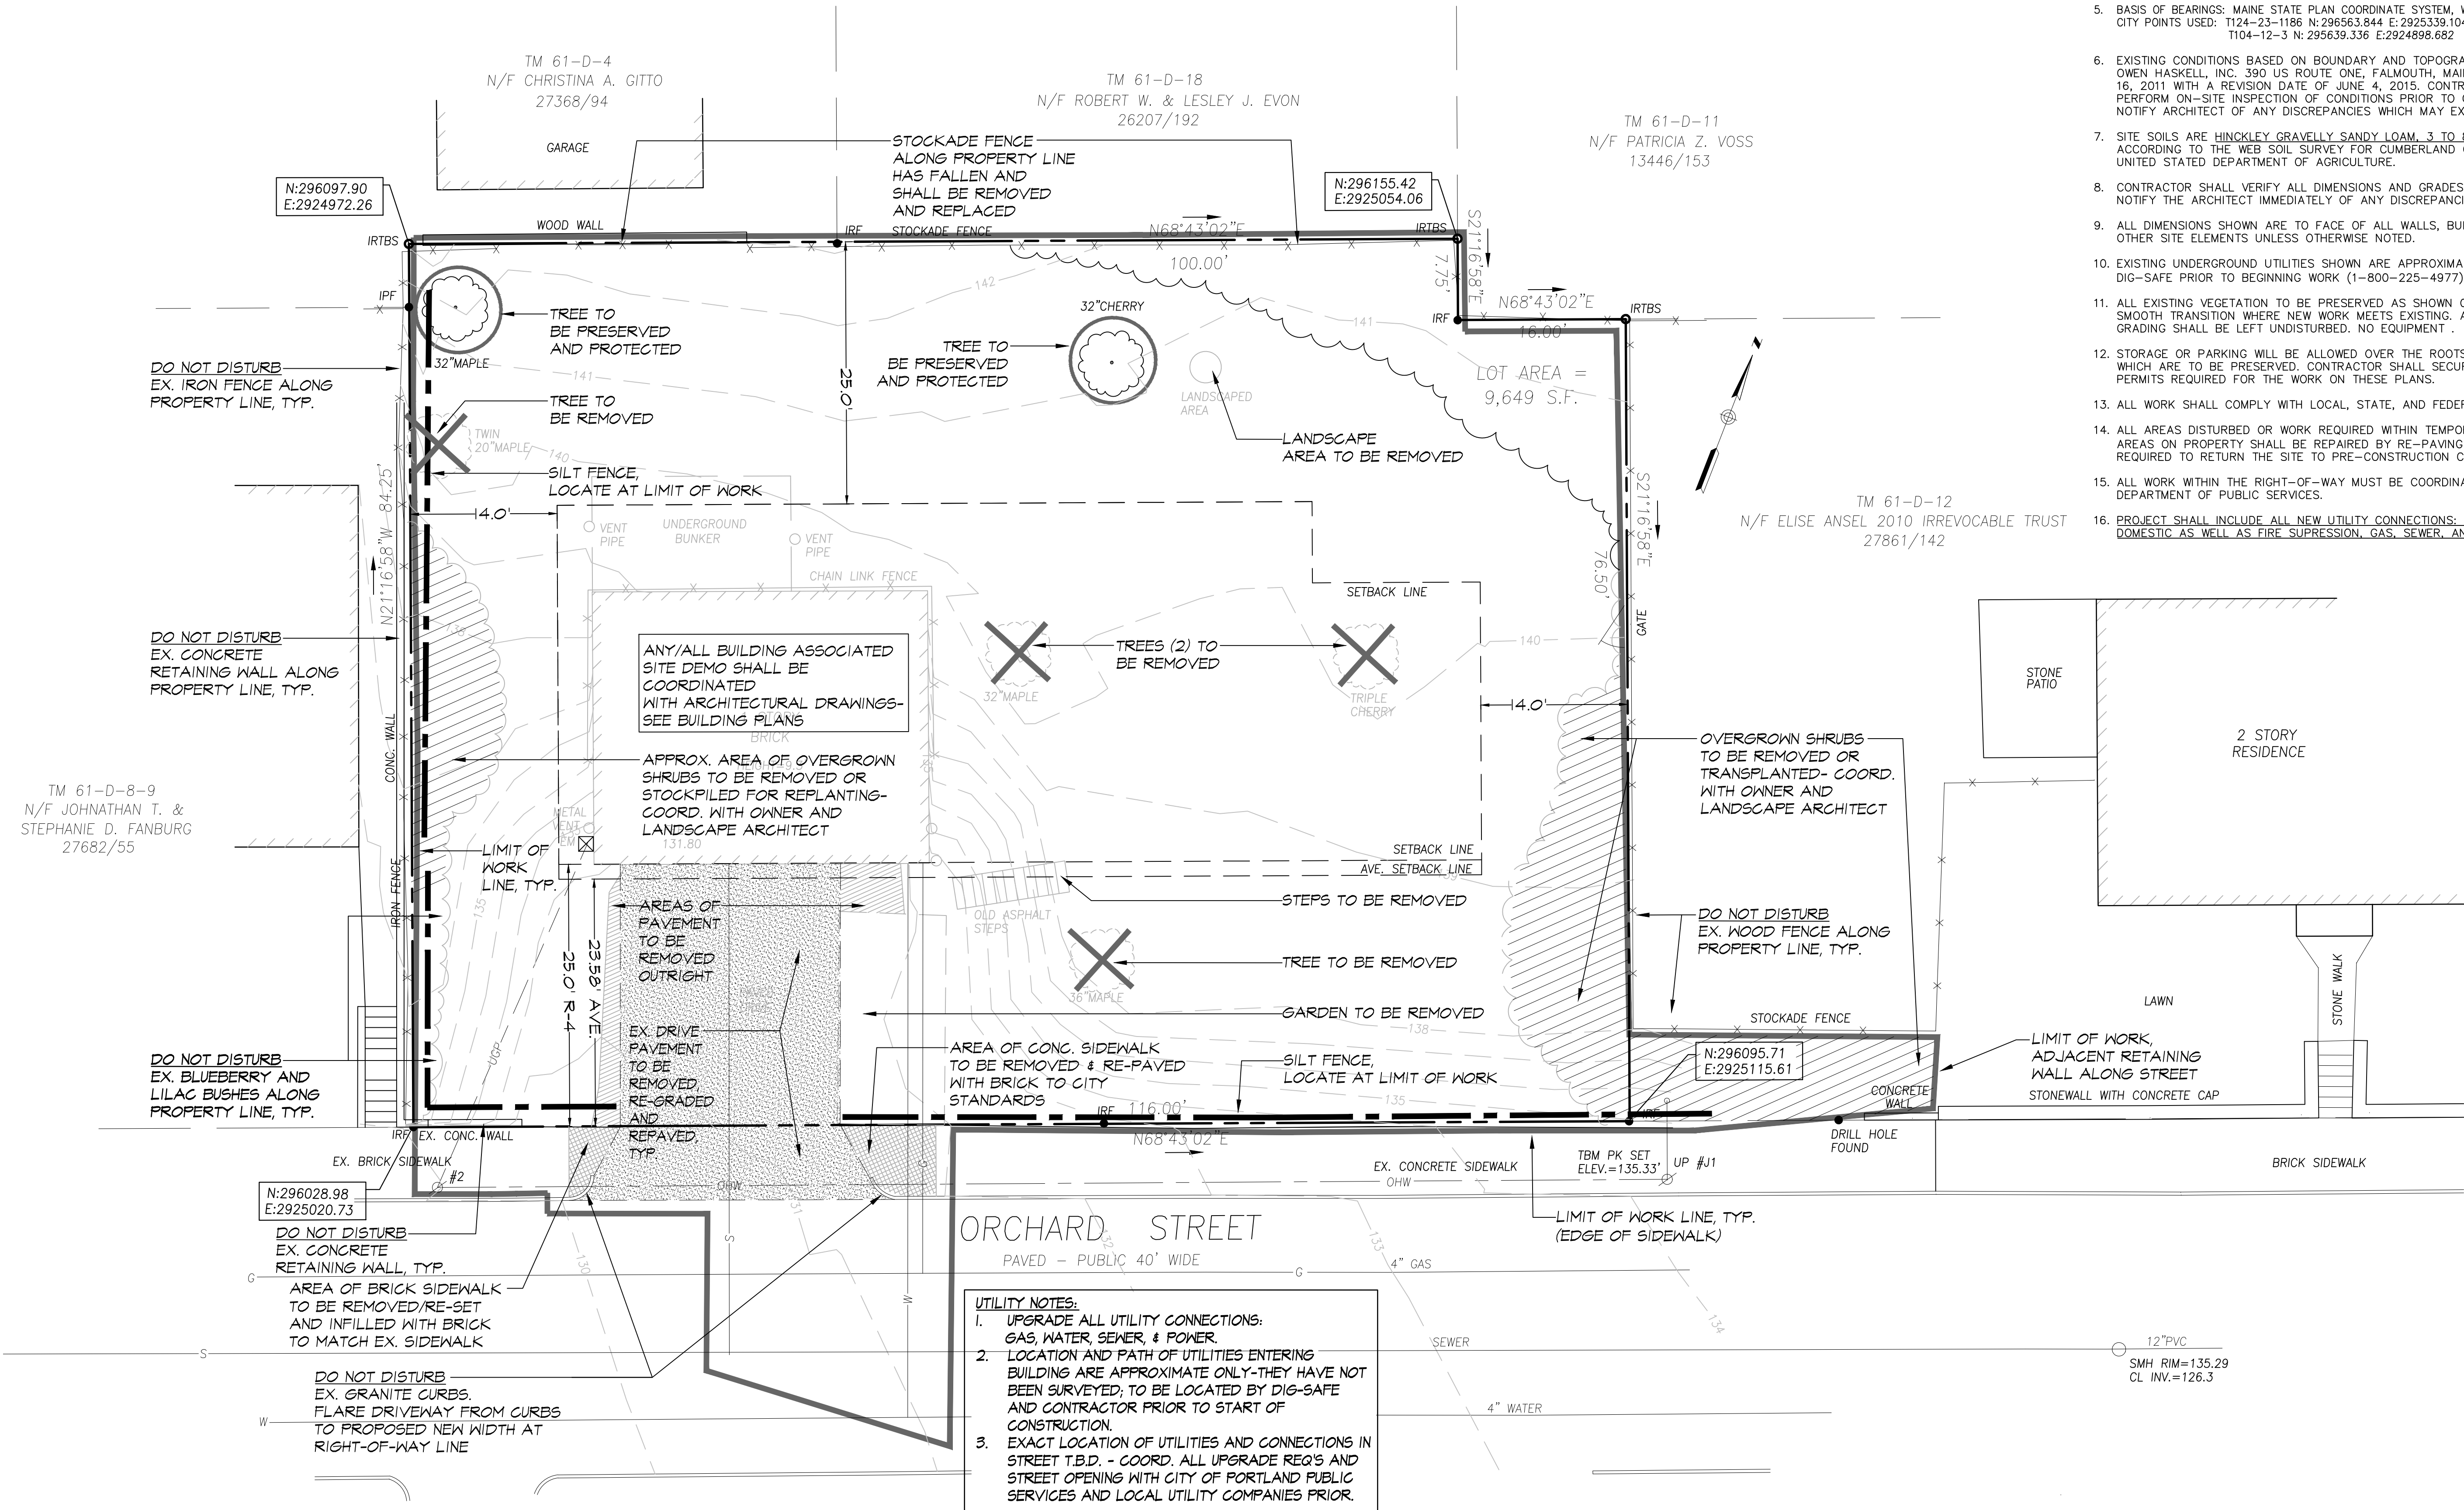 TM 61-D-4
N/F CHRISTINA A. GITTO
27368/94
GARAGE
TM 61-D-18
N/F ROBERT W. & LESLEY J. EVON
26207/192
TM 61-D-11
N/F PATRICIA Z. VOSS
13446/153
STOCKADE FENCE
ALONG PROPERTY LINE
HAS FALLEN AND
SHALL BE REMOVED
AND REPLACED
N:296097.90
E:2924972.26
N:296155.42
E:2925054.06
IRTBS
WOOD WALL
IRF
STOCKADE FENCE
N68°43'02"E
100.00'
IRTBS
S21°16'58"E
7.75'
N68°43'02"E
16.00'
IRF
IRTBS
IPF
142
141
32"MAPLE
TREE TO
BE PRESERVED
AND PROTECTED
32"CHERRY
TREE TO
BE PRESERVED
AND PROTECTED
25.0'
141
LOT AREA =
9,649 S.F.
LANDSCAPED
AREA
LANDSCAPE
AREA TO BE REMOVED
DO NOT DISTURB
EX. IRON FENCE ALONG
PROPERTY LINE, TYP.
TREE TO
BE REMOVED
TWIN
20"MAPLE
140
SILT FENCE,
LOCATE AT LIMIT OF WORK
N
14.0'
N21°16'58"W 84.25'
VENT
PIPE
UNDERGROUND
BUNKER
VENT
PIPE
CHAIN LINK FENCE
SETBACK LINE
S21°16'58"E
76.50'
GATE
TM 61-D-12
N/F ELISE ANSEL 2010 IRREVOCABLE TRUST
27861/142
DO NOT DISTURB
EX. CONCRETE
RETAINING WALL ALONG
PROPERTY LINE, TYP.
ANY/ALL BUILDING ASSOCIATED
SITE DEMO SHALL BE
COORDINATED
WITH ARCHITECTURAL DRAWINGS-
SEE BUILDING PLANS
BRICK
32"MAPLE
TREES (2) TO
BE REMOVED
TRIPLE
CHERRY
140
14.0'
STONE
PATIO
2 STORY
RESIDENCE
CONC. WALL
APPROX. AREA OF OVERGROWN
SHRUBS TO BE REMOVED OR
STOCKPILED FOR REPLANTING-
COORD. WITH OWNER AND
LANDSCAPE ARCHITECT
131.80
METAL
VENT
EM
OVERGROWN SHRUBS
TO BE REMOVED OR
TRANSPLANTED- COORD.
WITH OWNER AND
LANDSCAPE ARCHITECT
TM 61-D-8-9
N/F JOHNATHAN T. &
STEPHANIE D. FANBURG
27682/55
LIMIT OF
WORK
LINE, TYP.
SETBACK LINE
AVE. SETBACK LINE
139
IRON FENCE
135
AREAS OF
PAVEMENT
TO BE
REMOVED
OUTRIGHT
OLD ASPHALT
STEPS
STEPS TO BE REMOVED
25.0' R-4
23.58' AVE.
36"MAPLE
TREE TO BE REMOVED
DO NOT DISTURB
EX. WOOD FENCE ALONG
PROPERTY LINE, TYP.
GARDEN TO BE REMOVED
138
STOCKADE FENCE
LAWN
STONE WALK
UGP
EX. DRIVE
PAVEMENT
TO BE
REMOVED,
RE-GRADED
AND
REPAVED,
TYP.
AREA OF CONC. SIDEWALK
TO BE REMOVED & RE-PAVED
WITH BRICK TO CITY
STANDARDS
SILT FENCE,
LOCATE AT LIMIT OF WORK
135
N:296095.71
E:2925115.61
LIMIT OF WORK,
ADJACENT RETAINING
WALL ALONG STREET
CONCRETE
WALL
STONEWALL WITH CONCRETE CAP
DO NOT DISTURB
EX. BLUEBERRY AND
LILAC BUSHES ALONG
PROPERTY LINE, TYP.
IRF
EX. CONC. WALL
IRF
116.00'
N68°43'02"E
IRF
DRILL HOLE
FOUND
EX. BRICK SIDEWALK
#2
OHW
G
EX. CONCRETE SIDEWALK
OHW
TBM PK SET
ELEV.=135.33'
UP #J1
BRICK SIDEWALK
N:296028.98
E:2925020.73
DO NOT DISTURB
EX. CONCRETE
RETAINING WALL, TYP.
130
131
132
133
134
S
W
ORCHARD STREET
PAVED - PUBLIC 40' WIDE
LIMIT OF WORK LINE, TYP.
(EDGE OF SIDEWALK)
G
G
4" GAS
AREA OF BRICK SIDEWALK
TO BE REMOVED/RE-SET
AND INFILLED WITH BRICK
TO MATCH EX. SIDEWALK
S
SEWER
12"PVC
SMH RIM=135.29
CL INV.=126.3
DO NOT DISTURB
EX. GRANITE CURBS.
FLARE DRIVEWAY FROM CURBS
TO PROPOSED NEW WIDTH AT
RIGHT-OF-WAY LINE
W
4" WATER
UTILITY NOTES:
1. UPGRADE ALL UTILITY CONNECTIONS:
GAS, WATER, SEWER, & POWER.
2. LOCATION AND PATH OF UTILITIES ENTERING
BUILDING ARE APPROXIMATE ONLY-THEY HAVE NOT
BEEN SURVEYED; TO BE LOCATED BY DIG-SAFE
AND CONTRACTOR PRIOR TO START OF
CONSTRUCTION.
3. EXACT LOCATION OF UTILITIES AND CONNECTIONS IN
STREET T.B.D. - COORD. ALL UPGRADE REQ'S AND
STREET OPENING WITH CITY OF PORTLAND PUBLIC
SERVICES AND LOCAL UTILITY COMPANIES PRIOR.
5. BASIS OF BEARINGS: MAINE STATE PLAN COORDINATE SYSTEM, W
CITY POINTS USED: T124-23-1186 N:296563.844 E:2925339.104
T104-12-3 N: 295639.336 E:2924898.682
6. EXISTING CONDITIONS BASED ON BOUNDARY AND TOPOGRA
OWEN HASKELL, INC. 390 US ROUTE ONE, FALMOUTH, MAI
16, 2011 WITH A REVISION DATE OF JUNE 4, 2015. CONTR
PERFORM ON-SITE INSPECTION OF CONDITIONS PRIOR TO
NOTIFY ARCHITECT OF ANY DISCREPANCIES WHICH MAY EX
7. SITE SOILS ARE HINCKLEY GRAVELLY SANDY LOAM, 3 TO
ACCORDING TO THE WEB SOIL SURVEY FOR CUMBERLAND
UNITED STATED DEPARTMENT OF AGRICULTURE.
8. CONTRACTOR SHALL VERIFY ALL DIMENSIONS AND GRADES
NOTIFY THE ARCHITECT IMMEDIATELY OF ANY DISCREPANCI
9. ALL DIMENSIONS SHOWN ARE TO FACE OF ALL WALLS, BUI
OTHER SITE ELEMENTS UNLESS OTHERWISE NOTED.
10. EXISTING UNDERGROUND UTILITIES SHOWN ARE APPROXIMA
DIG-SAFE PRIOR TO BEGINNING WORK (1-800-225-4977)
11. ALL EXISTING VEGETATION TO BE PRESERVED AS SHOWN
SMOOTH TRANSITION WHERE NEW WORK MEETS EXISTING. A
GRADING SHALL BE LEFT UNDISTURBED. NO EQUIPMENT .
12. STORAGE OR PARKING WILL BE ALLOWED OVER THE ROOTS
WHICH ARE TO BE PRESERVED. CONTRACTOR SHALL SECUR
PERMITS REQUIRED FOR THE WORK ON THESE PLANS.
13. ALL WORK SHALL COMPLY WITH LOCAL, STATE, AND FEDER
14. ALL AREAS DISTURBED OR WORK REQUIRED WITHIN TEMPO
AREAS ON PROPERTY SHALL BE REPAIRED BY RE-PAVING
REQUIRED TO RETURN THE SITE TO PRE-CONSTRUCTION C
15. ALL WORK WITHIN THE RIGHT-OF-WAY MUST BE COORDINA
DEPARTMENT OF PUBLIC SERVICES.
16. PROJECT SHALL INCLUDE ALL NEW UTILITY CONNECTIONS:
DOMESTIC AS WELL AS FIRE SUPRESSION, GAS, SEWER, AN